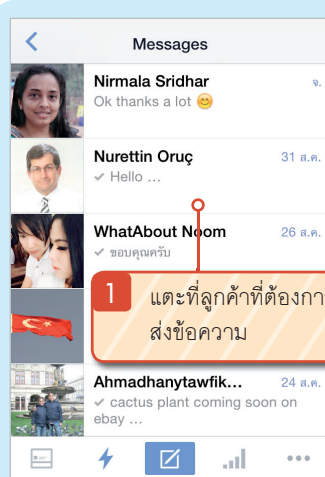 Messages
Nirmala Sridhar จ.
Ok thanks a lot 😊
Nurettin Oruç 31 ส.ค.
✓ Hello ...
WhatAbout Noom 26 ส.ค.
✓ ขอบคุณครับ
1 แตะที่ลูกค้าที่ต้องกา
ส่งข้อความ
Ahmadhanytawfik... 24 ส.ค.
✓ cactus plant coming soon on
ebay ...